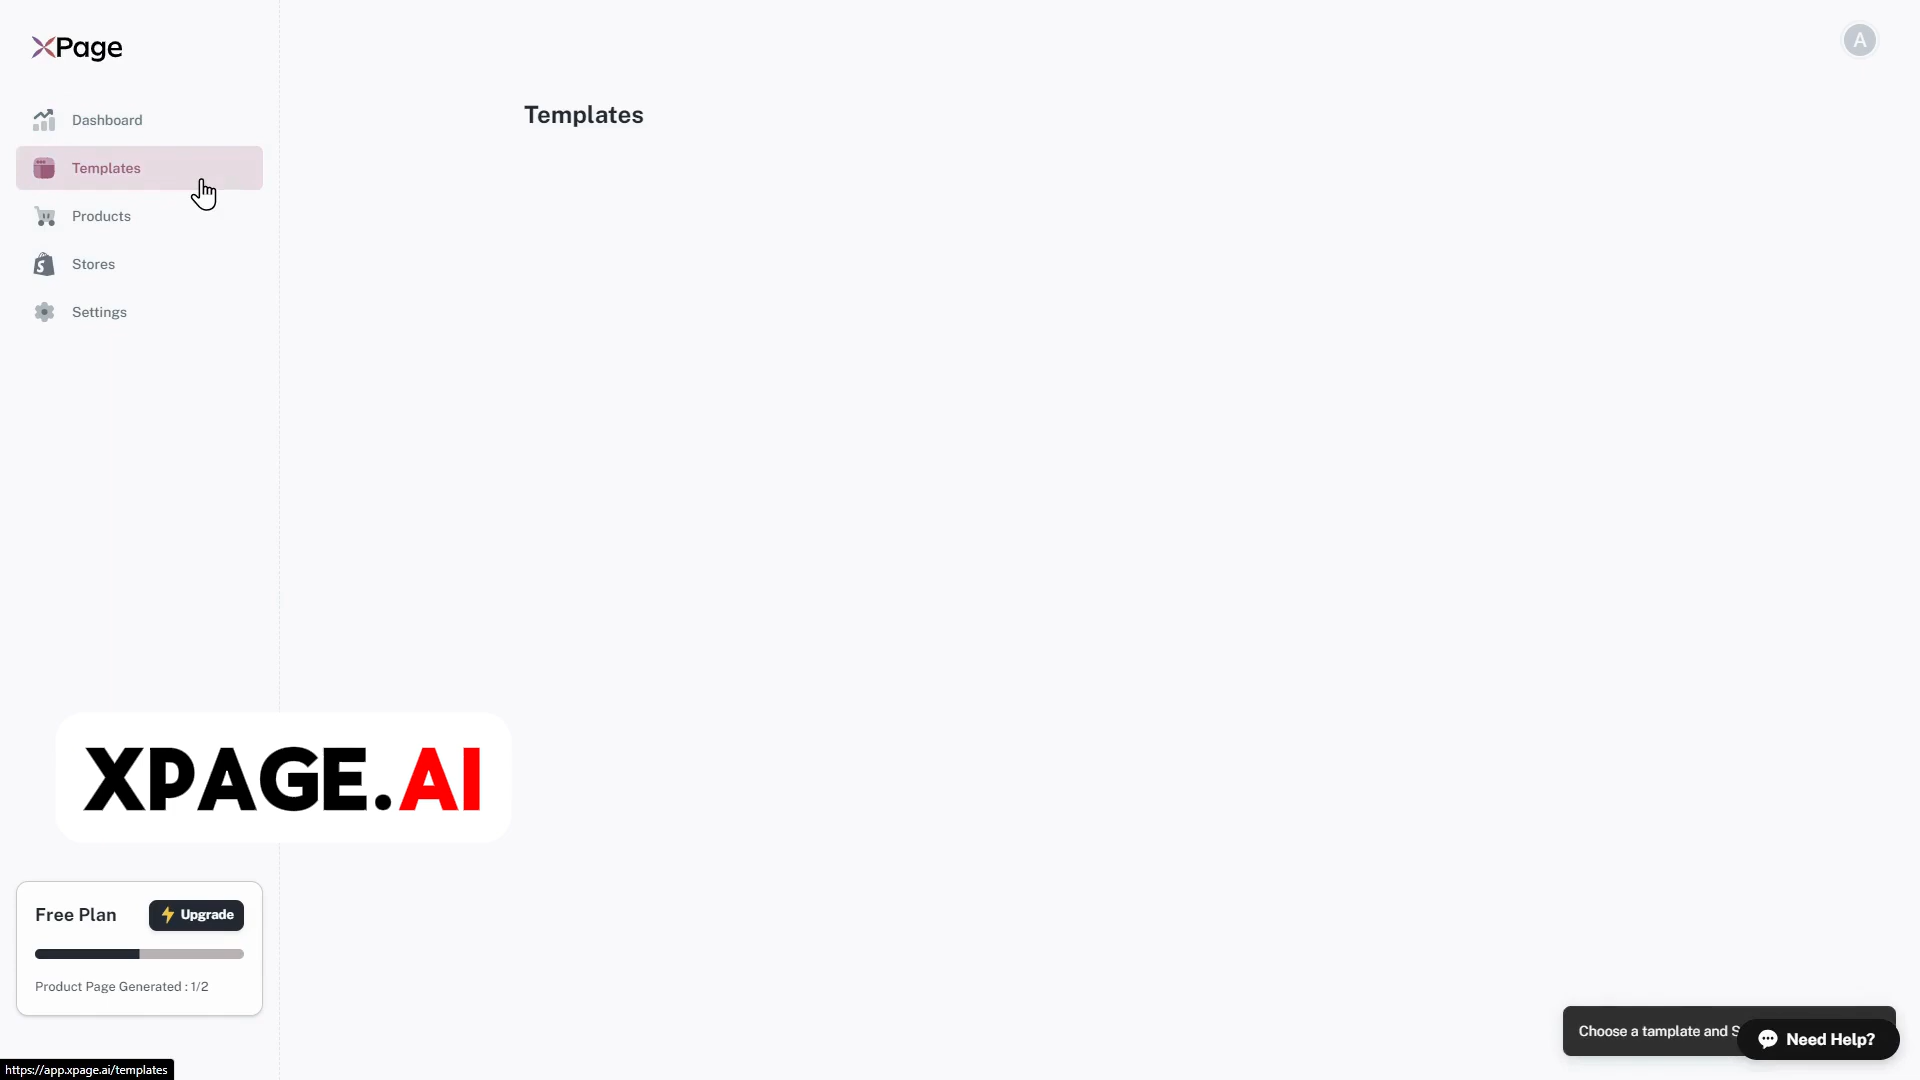 XPage
A
Dashboard
Templates
Products
Stores
Settings
Templates
XPAGE.AI
Free Plan
Upgrade
Product Page Generated : 1/2
Choose a tamplate and
Need Help?
https://app.xpage.ai/templates